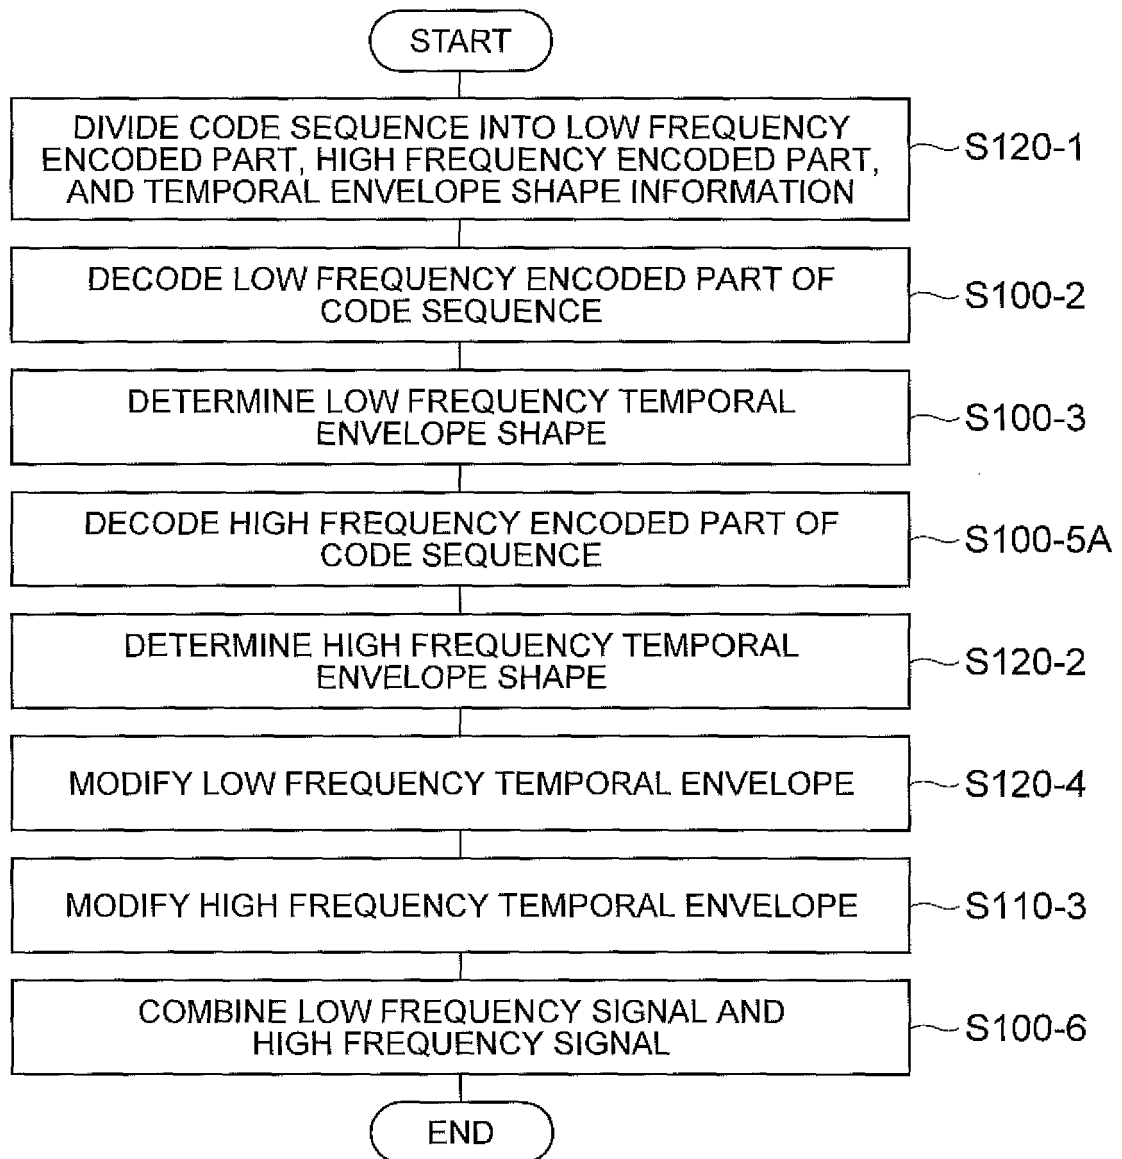 START
DIVIDE CODE SEQUENCE INTO LOW FREQUENCY
ENCODED PART, HIGH FREQUENCY ENCODED PART,
AND TEMPORAL ENVELOPE SHAPE INFORMATION
S120-1
DECODE LOW FREQUENCY ENCODED PART OF
CODE SEQUENCE
S100-2
DETERMINE LOW FREQUENCY TEMPORAL
ENVELOPE SHAPE
S100-3
DECODE HIGH FREQUENCY ENCODED PART OF
CODE SEQUENCE
S100-5A
DETERMINE HIGH FREQUENCY TEMPORAL
ENVELOPE SHAPE
S120-2
MODIFY LOW FREQUENCY TEMPORAL ENVELOPE
S120-4
MODIFY HIGH FREQUENCY TEMPORAL ENVELOPE
S110-3
COMBINE LOW FREQUENCY SIGNAL AND
HIGH FREQUENCY SIGNAL
S100-6
END